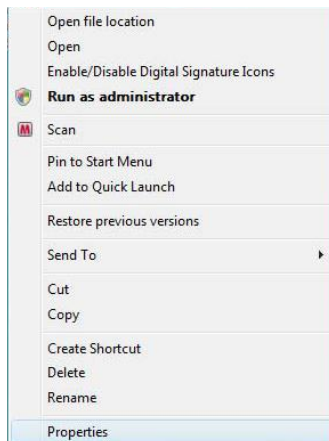 Open file location
Open
Enable/Disable Digital Signature Icons
Run as administrator
M Scan
Pin to Start Menu
Add to Quick Launch
Restore previous versions
Send To
Cut
Copy
Create Shortcut
Delete
Rename
Properties